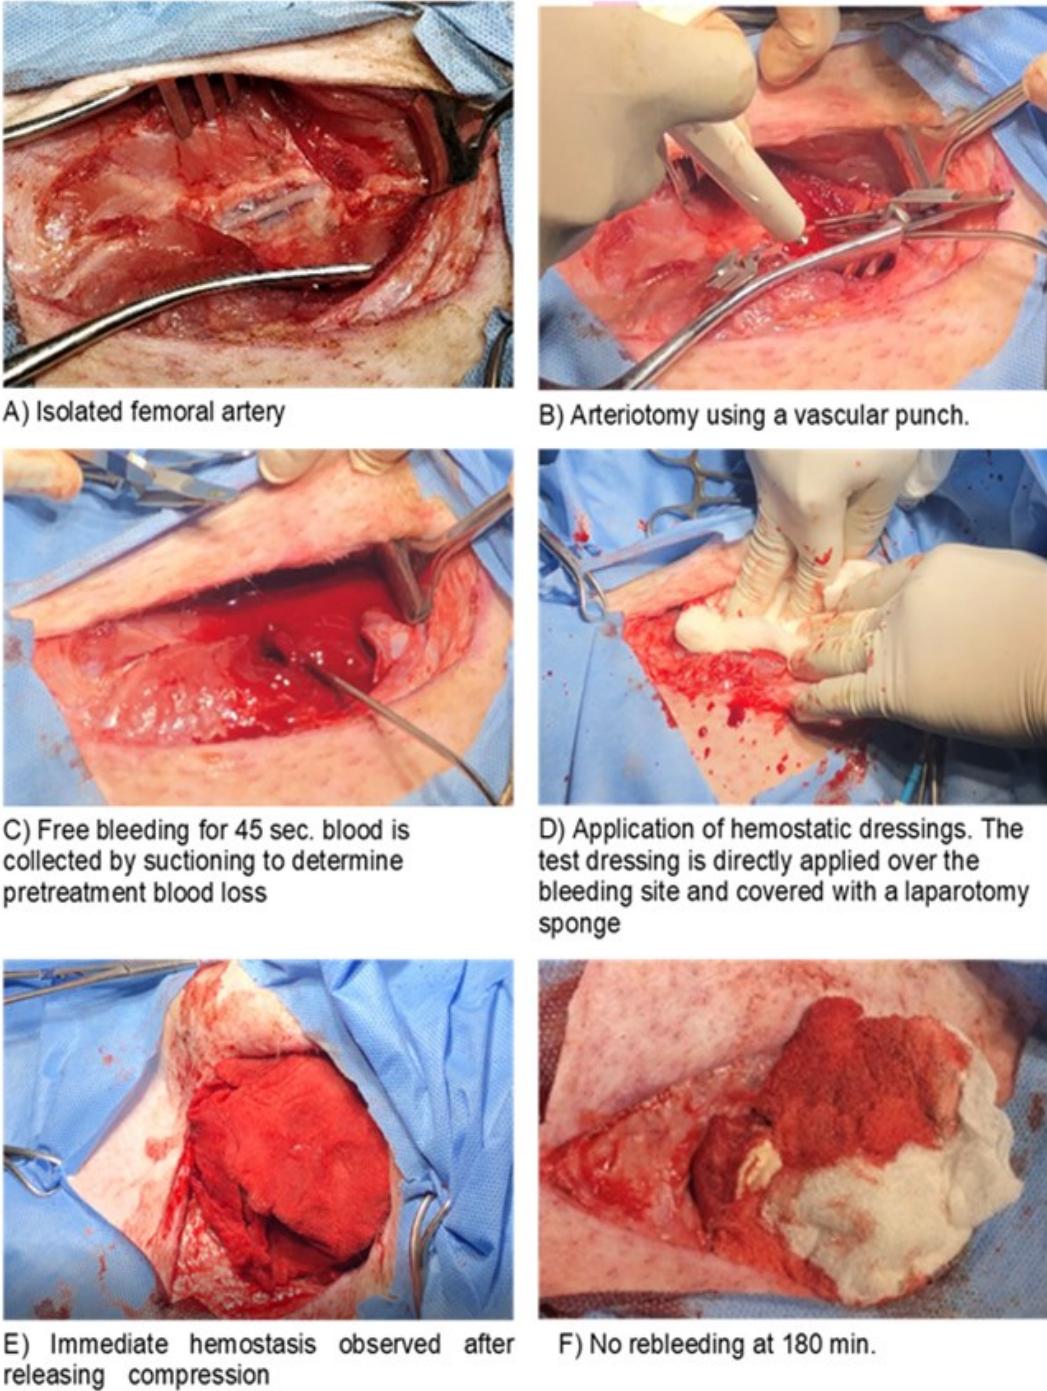 A) Isolated femoral artery
B) Arteriotomy using a vascular punch.
C) Free bleeding for 45 sec. blood is
collected by suctioning to determine
pretreatment blood loss
D) Application of hemostatic dressings. The
test dressing is directly applied over the
bleeding site and covered with a laparotomy
sponge
E) Immediate hemostasis observed after
releasing compression
F) No rebleeding at 180 min.